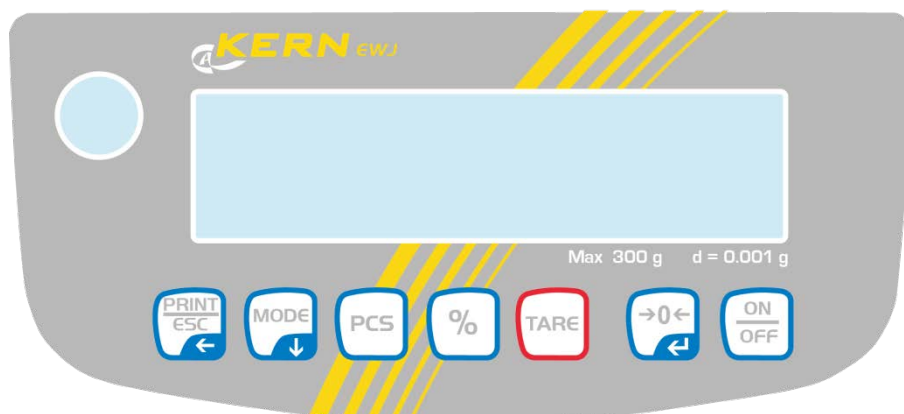 KERN EWJ
Max 300 g d = 0.001 g
PRINT
ESC
MODE
PCS
%
TARE
→0←
ON
OFF